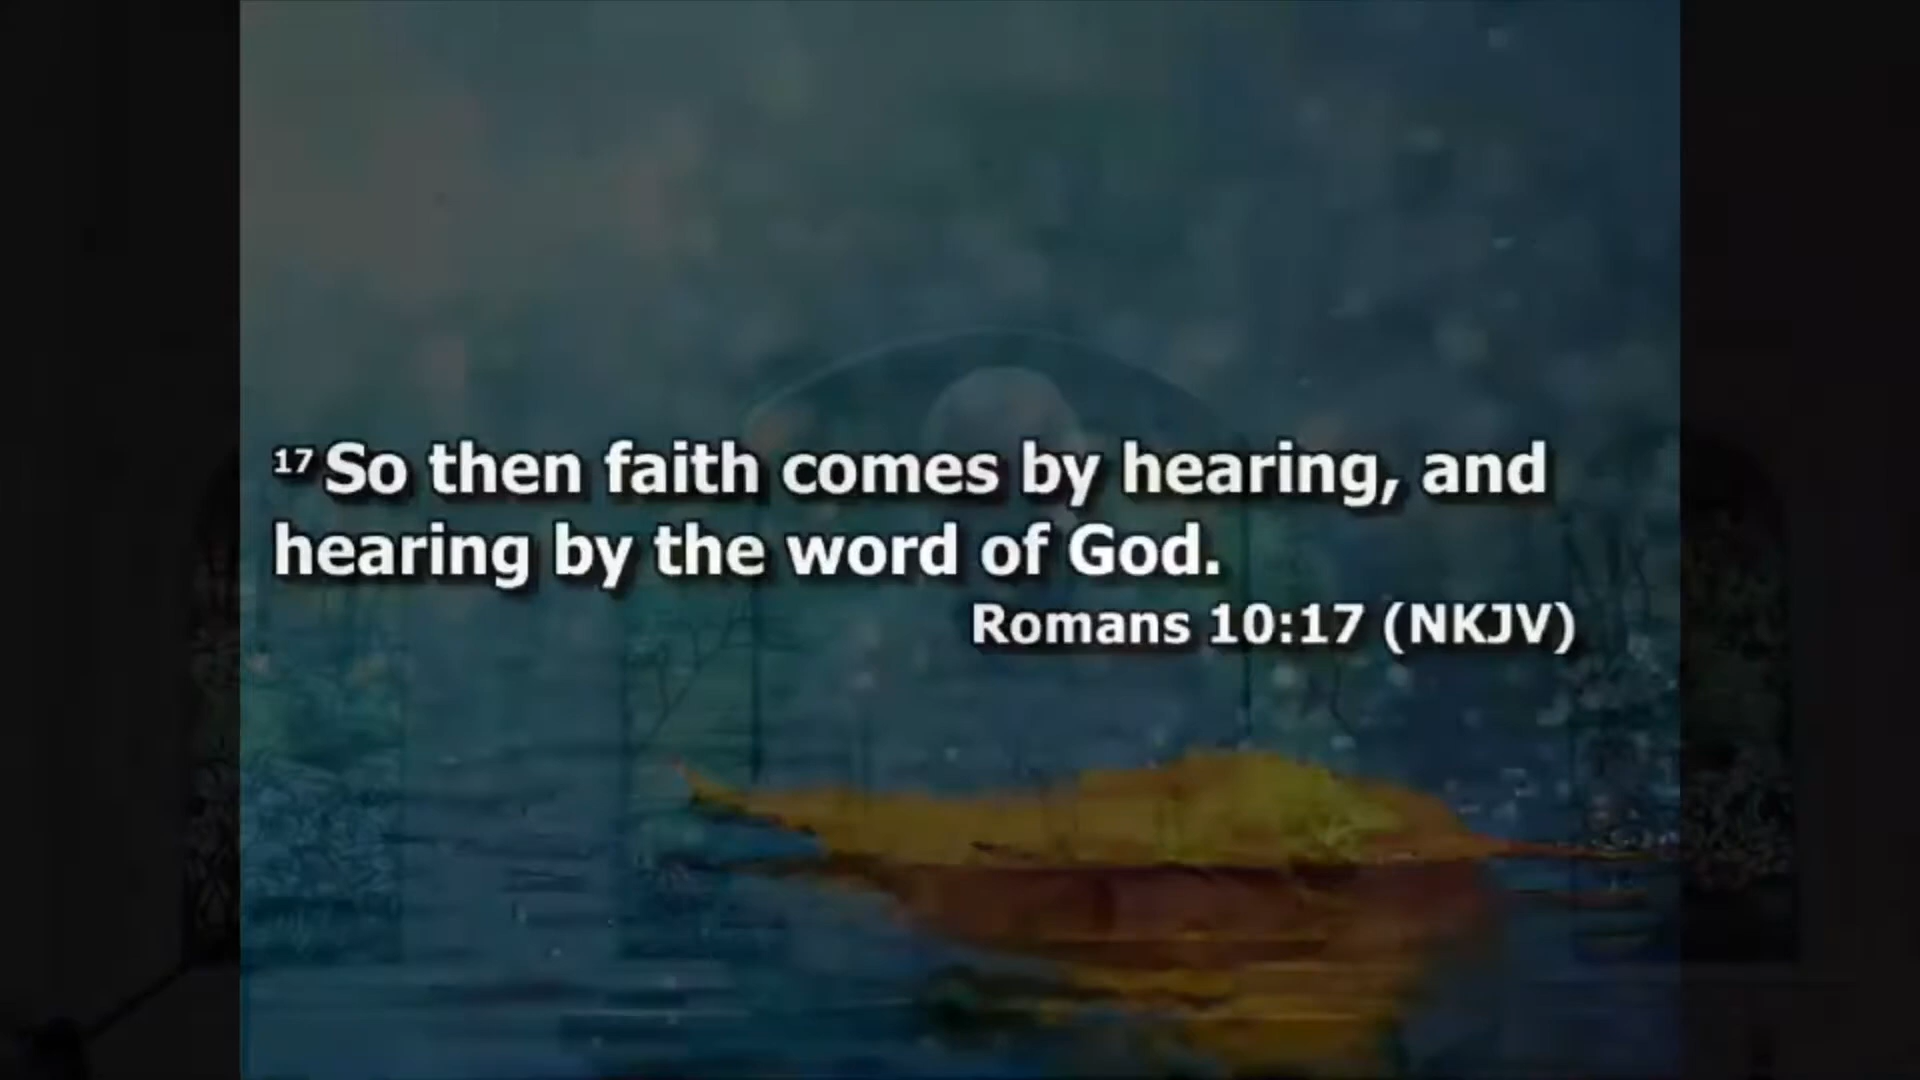 17 So then faith comes by hearing, and
hearing by the word of God.
Romans 10:17 (NKJV)